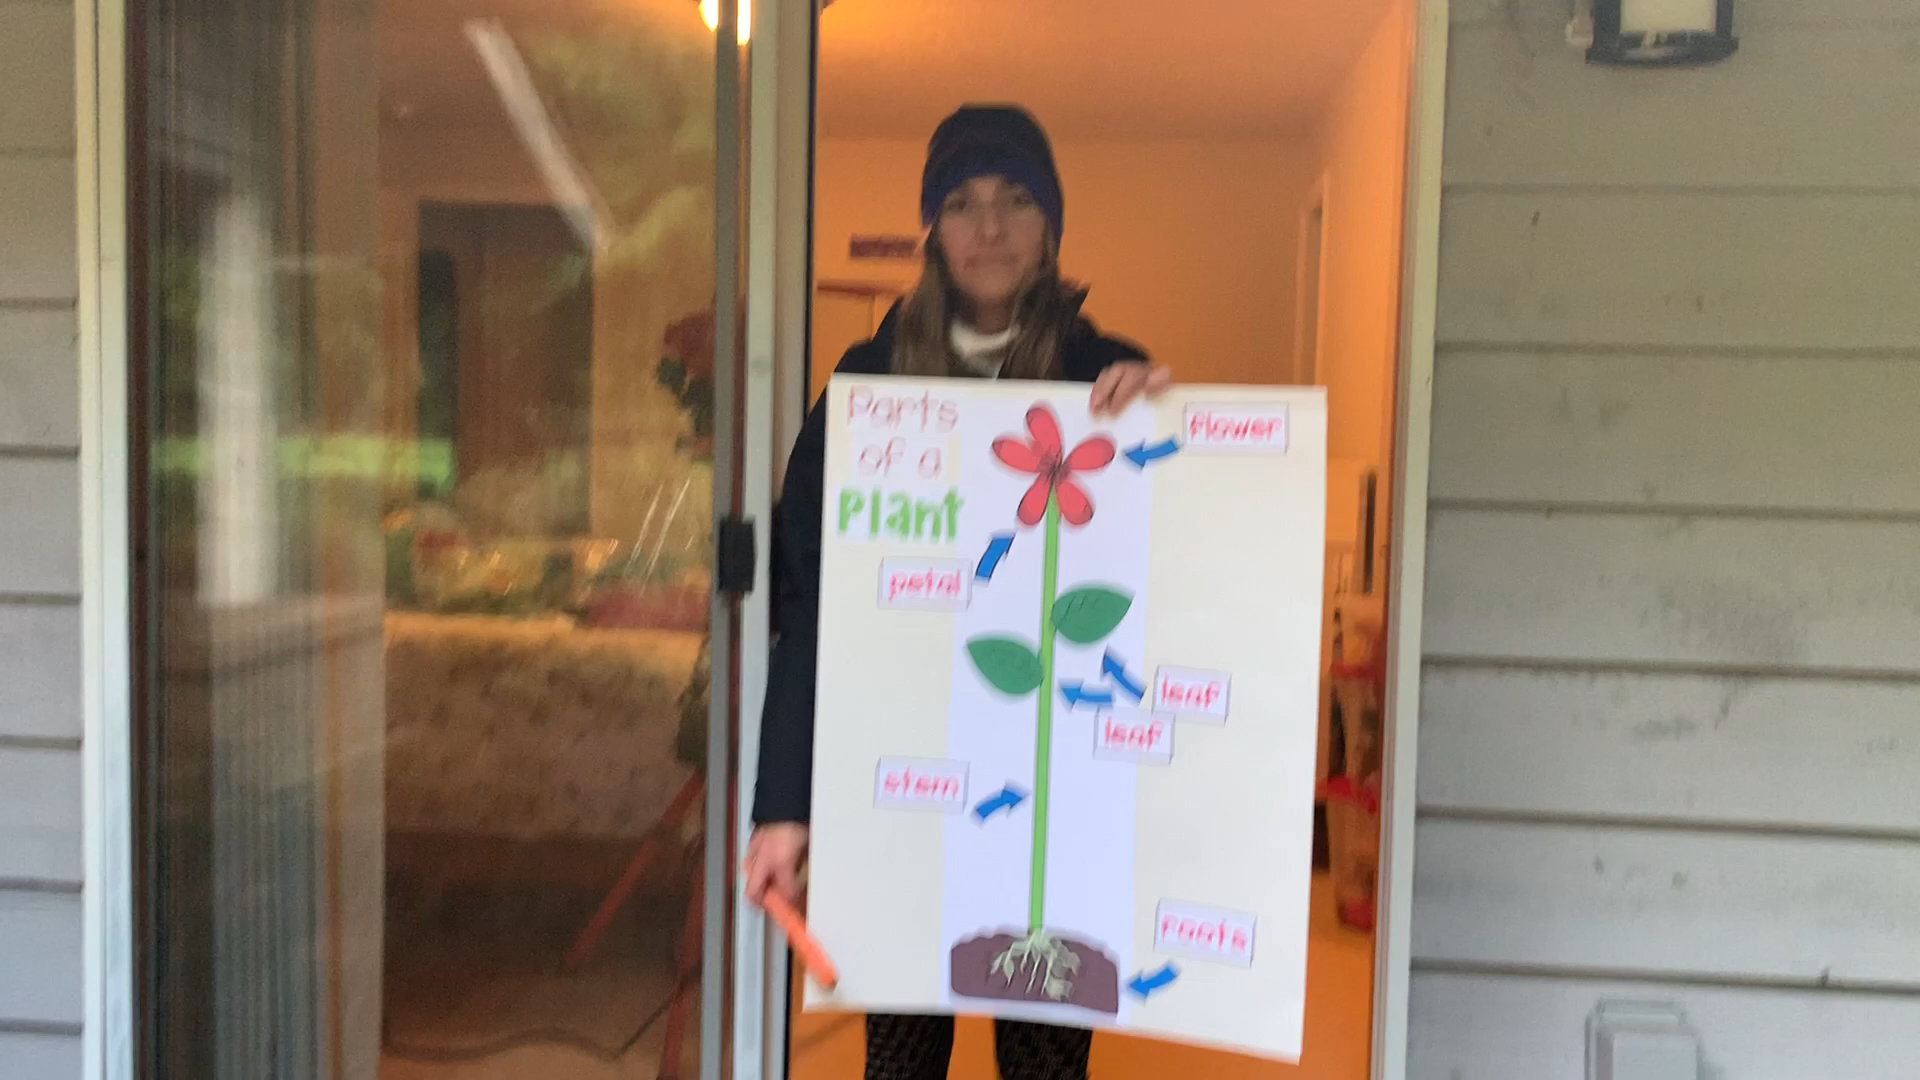 Parts
of a
Plant
flower
petal
leaf
leaf
stem
roots